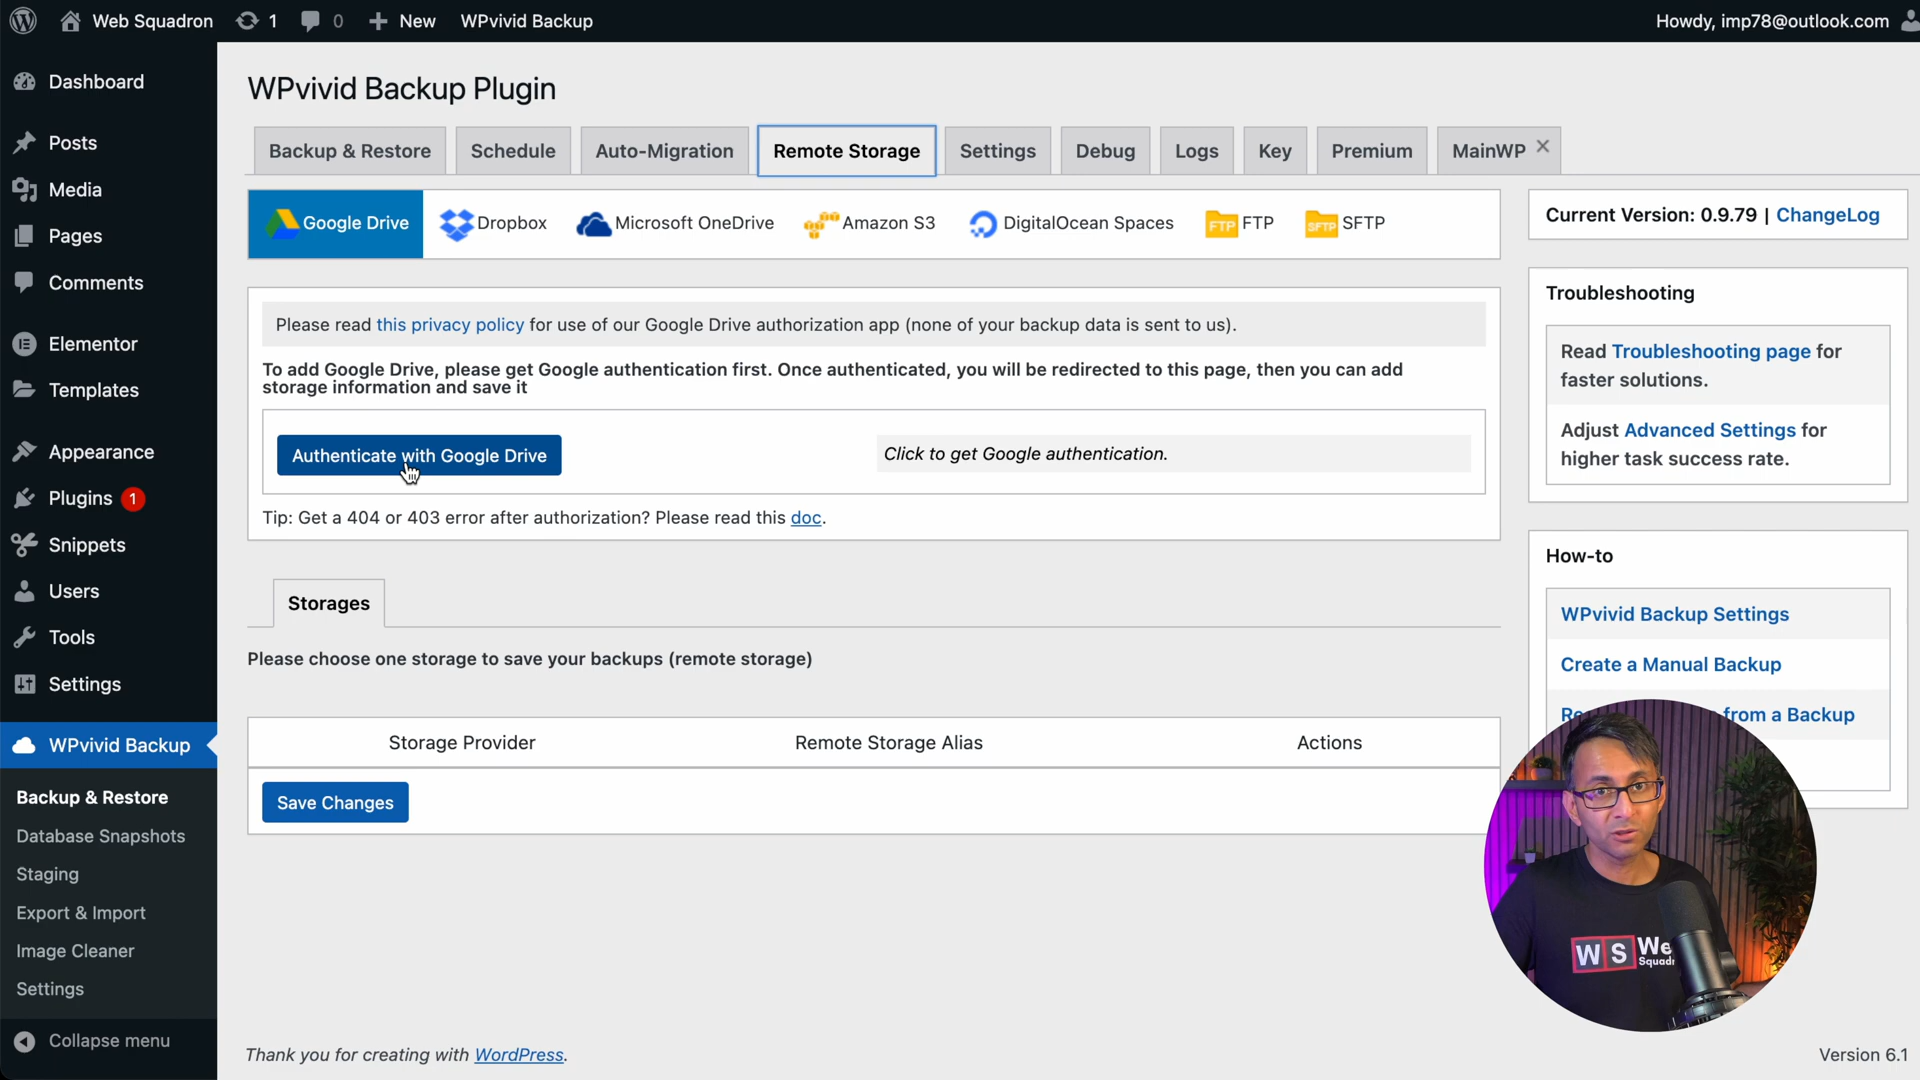 Web Squadron
1
0
New
WPvivid Backup
Howdy, imp78@outlook.com
Dashboard
Posts
Media
Pages
Comments
Elementor
Templates
Appearance
Plugins 1
Snippets
Users
Tools
Settings
WPvivid Backup
Backup & Restore
Database Snapshots
Staging
Export & Import
Image Cleaner
Settings
Collapse menu
WPvivid Backup Plugin
Backup & Restore
Schedule
Auto-Migration
Remote Storage
Settings
Debug
Logs
Key
Premium
MainWP
Google Drive
Dropbox
Microsoft OneDrive
Amazon S3
DigitalOcean Spaces
FTP FTP
SFTP SFTP
Please read this privacy policy for use of our Google Drive authorization app (none of your backup data is sent to us).
To add Google Drive, please get Google authentication first. Once authenticated, you will be redirected to this page, then you can add
storage information and save it
Authenticate with Google Drive
Click to get Google authentication.
Tip: Get a 404 or 403 error after authorization? Please read this doc.
Storages
Please choose one storage to save your backups (remote storage)
Storage Provider
Remote Storage Alias
Actions
Save Changes
Current Version: 0.9.79 | ChangeLog
Troubleshooting
Read Troubleshooting page for
faster solutions.
Adjust Advanced Settings for
higher task success rate.
How-to
WPvivid Backup Settings
Create a Manual Backup
from a Backup
W S
Thank you for creating with WordPress.
Version 6.1